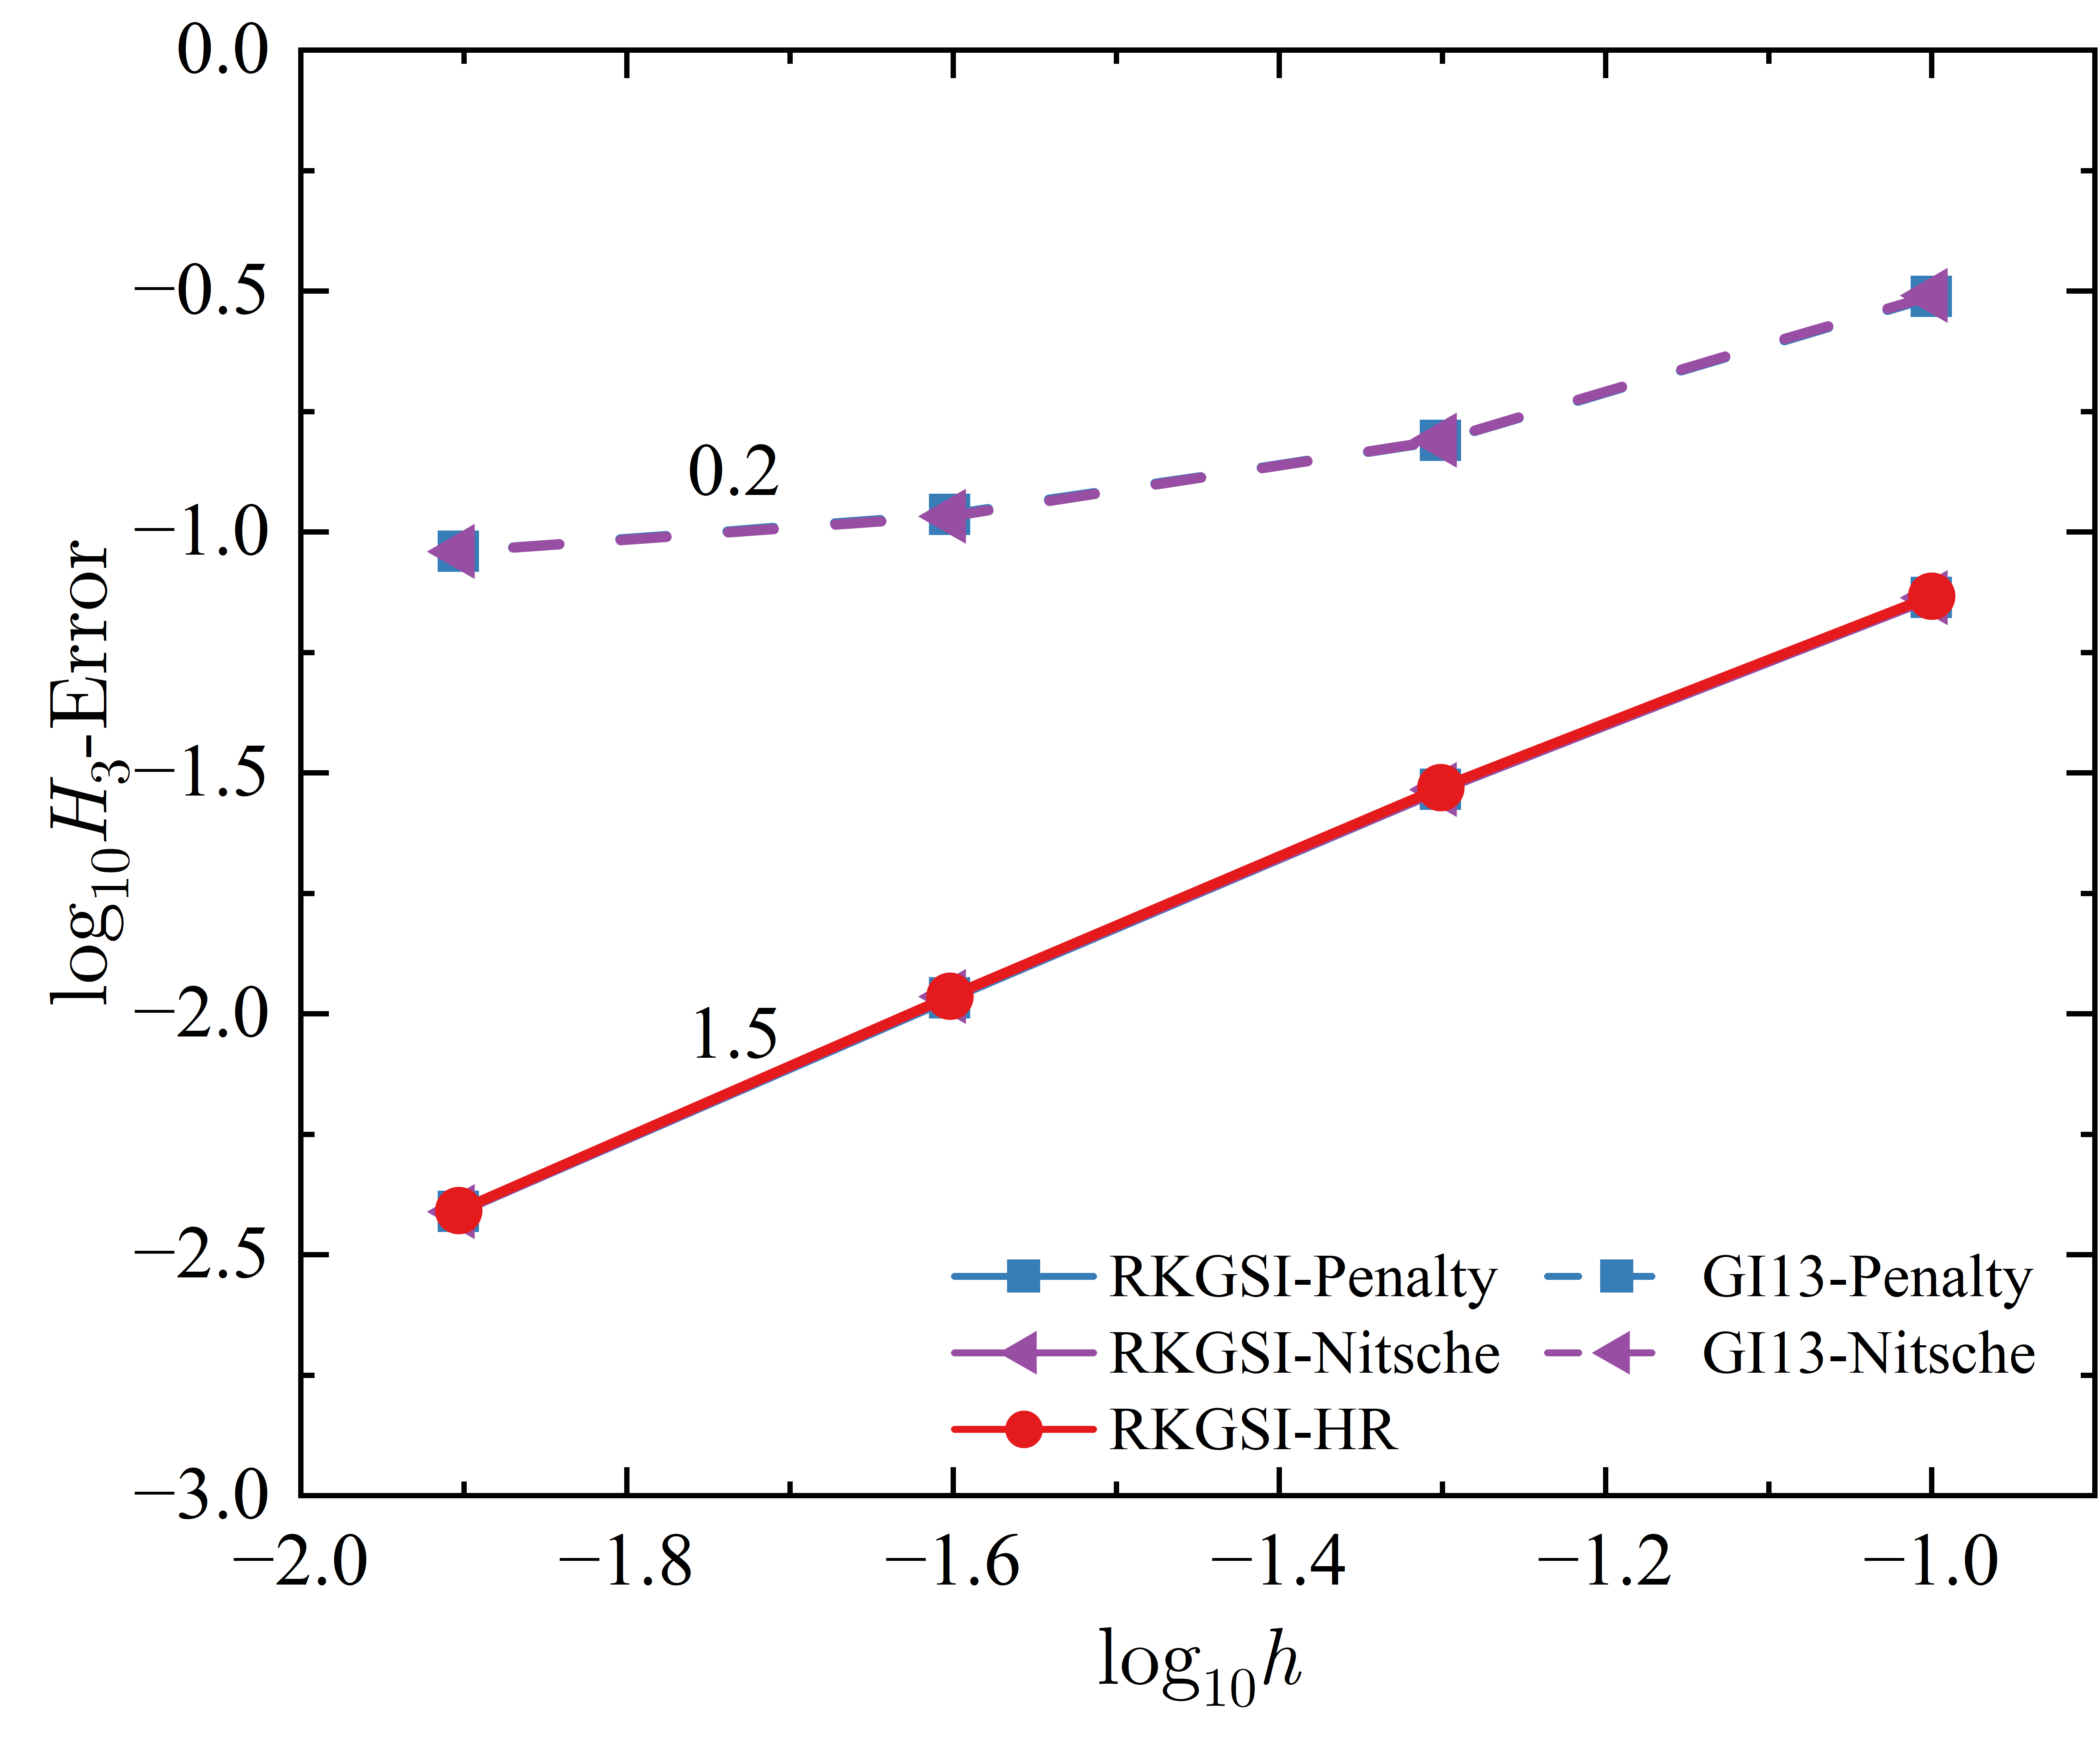 0.0
−0.5
−1.0
−1.5
−2.0
−2.5
−3.0
log₁₀H₃-Error
0.2
1.5
RKGSI-Penalty
GI13-Penalty
RKGSI-Nitsche
GI13-Nitsche
RKGSI-HR
−2.0
−1.8
−1.6
−1.4
−1.2
−1.0
log₁₀h